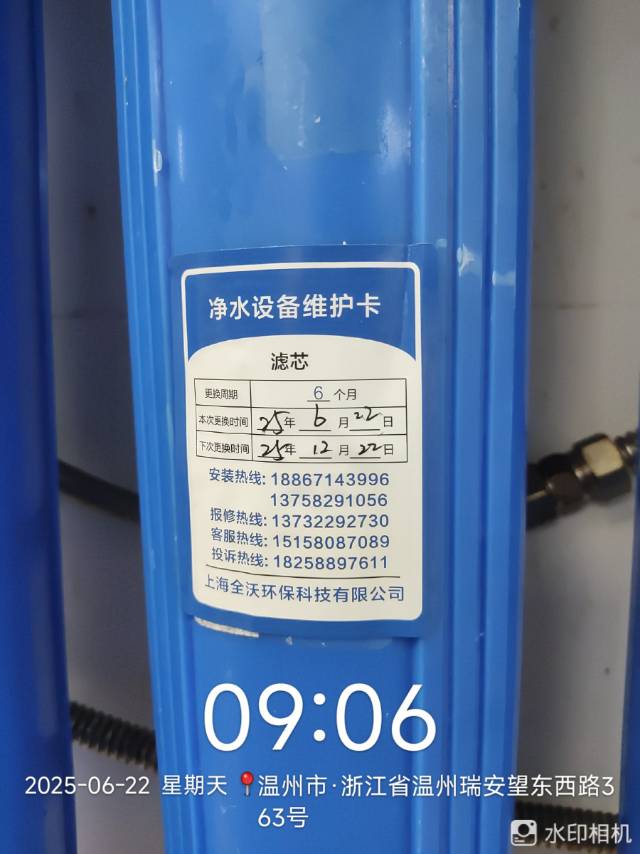 净水设备维护卡
滤芯
更换周期 6 个月
本次更换时间 25年 6 月 22 日
下次更换时间 25年 12 月 22 日
安装热线: 18867143996
13758291056
报修热线: 13732292730
客服热线: 15158087089
投诉热线: 18258897611
上海全沃环保科技有限公司
09:06
2025-06-22 星期天 📍温州市·浙江省温州瑞安望东西路3
63号
水印相机